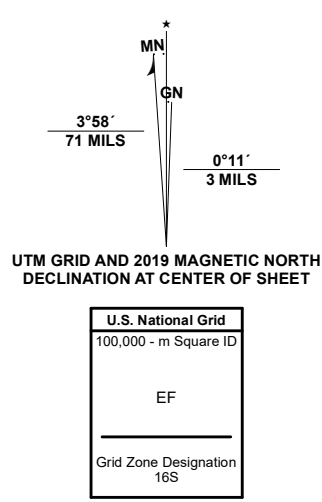 MN
GN
3°58´
71 MILS
0°11´
3 MILS
UTM GRID AND 2019 MAGNETIC NORTH
DECLINATION AT CENTER OF SHEET
U.S. National Grid
100,000 - m Square ID
EF
Grid Zone Designation
16S